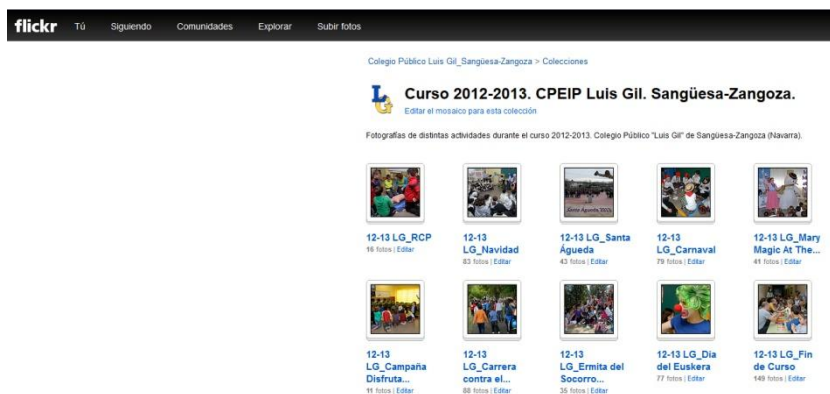 flickr Tú Siguiendo Comunidades Explorar Subir fotos
Colegio Público Luis Gil_Sangüesa-Zangoza > Colecciones
LG
Curso 2012-2013. CPEIP Luis Gil. Sangüesa-Zangoza.
Editar el mosaico para esta colección
Fotografías de distintas actividades durante el curso 2012-2013. Colegio Público "Luis Gil" de Sangüesa-Zangoza (Navarra).
12-13 LG_RCP
16 fotos | Editar
12-13
LG_Navidad
83 fotos | Editar
12-13 LG_Santa
Águeda
43 fotos | Editar
12-13
LG_Carnaval
79 fotos | Editar
12-13 LG_Mary
Magic At The...
41 fotos | Editar
12-13
LG_Campaña
Disfruta...
11 fotos | Editar
12-13
LG_Carrera
contra el...
88 fotos | Editar
12-13
LG_Ermita del
Socorro...
35 fotos | Editar
12-13 LG_Día
del Euskera
77 fotos | Editar
12-13 LG_Fin
de Curso
149 fotos | Editar